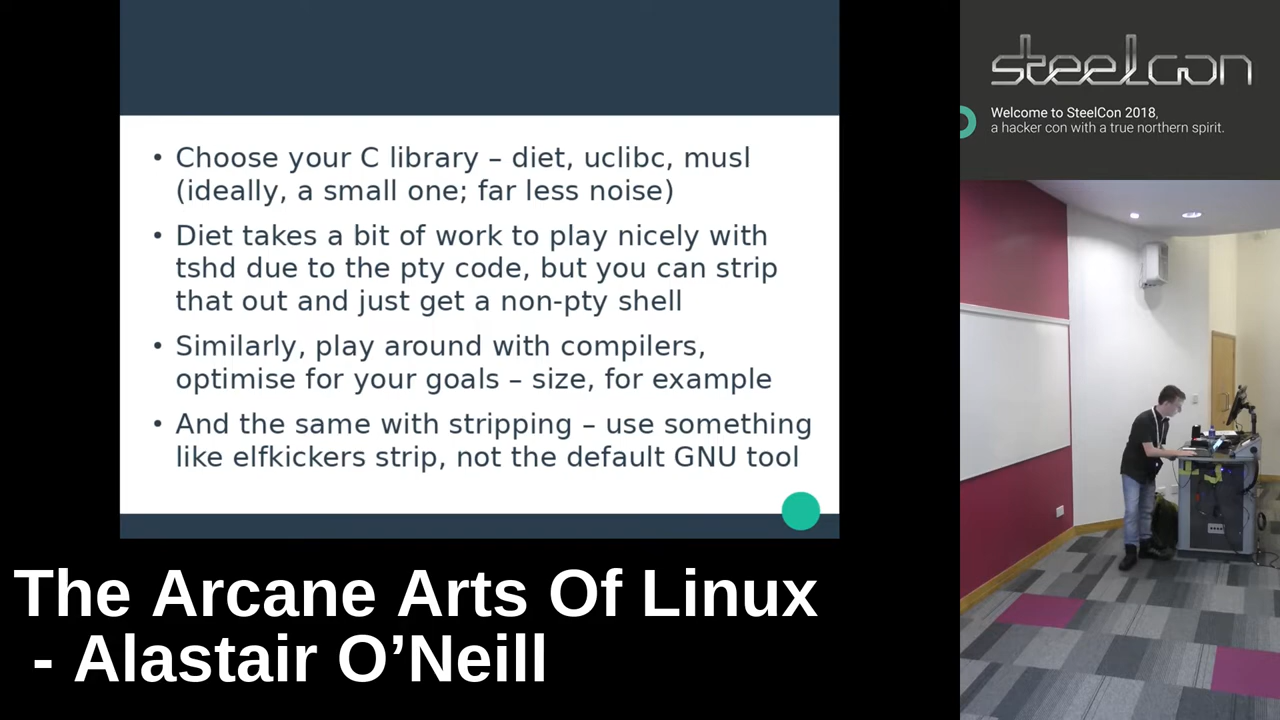 • Choose your C library – diet, uclibc, musl
(ideally, a small one; far less noise)
• Diet takes a bit of work to play nicely with
tshd due to the pty code, but you can strip
that out and just get a non-pty shell
• Similarly, play around with compilers,
optimise for your goals – size, for example
• And the same with stripping – use something
like elfkickers strip, not the default GNU tool
The Arcane Arts Of Linux
- Alastair O’Neill
steelcon
Welcome to SteelCon 2018,
a hacker con with a true northern spirit.